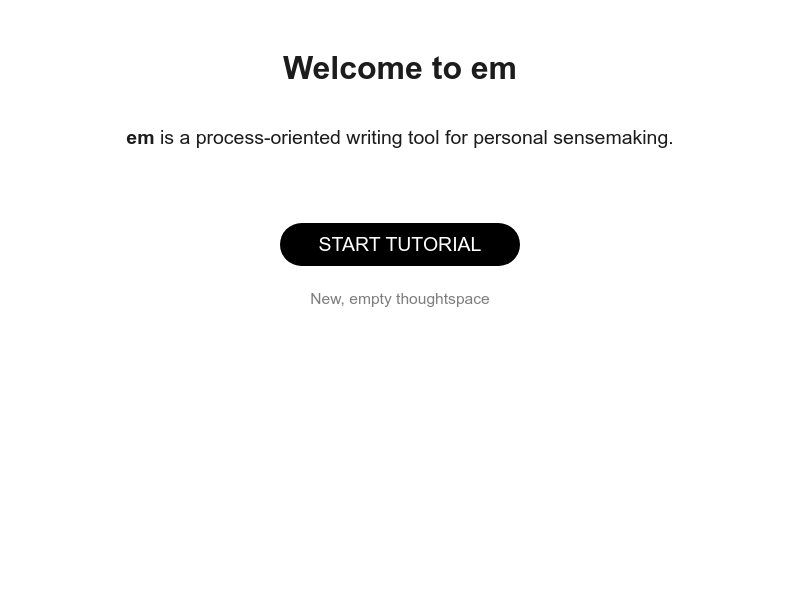 Welcome to em
em is a process-oriented writing tool for personal sensemaking.
START TUTORIAL
New, empty thoughtspace